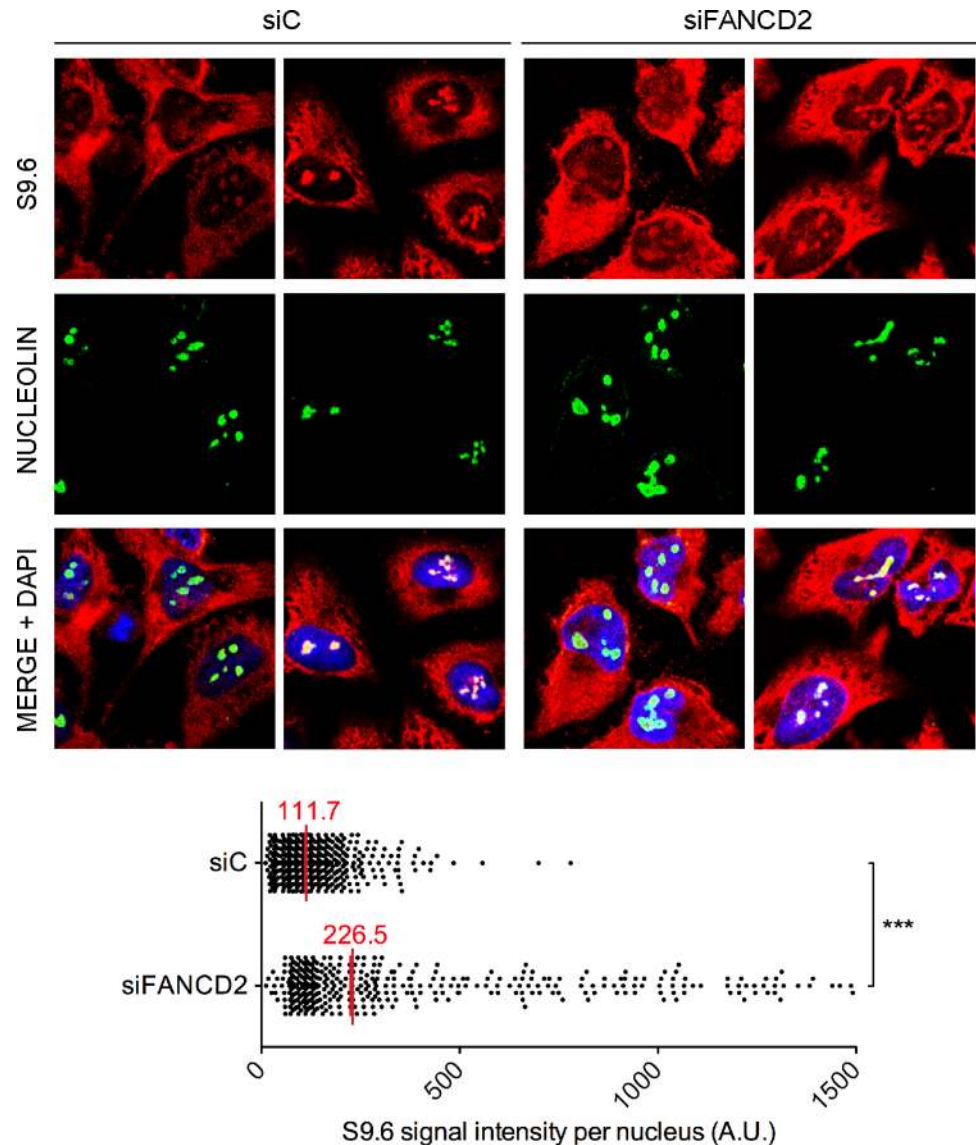 siC siFANCD2
S9.6
NUCLEOLIN
MERGE + DAPI
111.7
siC
***
226.5
siFANCD2
0 500 1000 1500
S9.6 signal intensity per nucleus (A.U.)